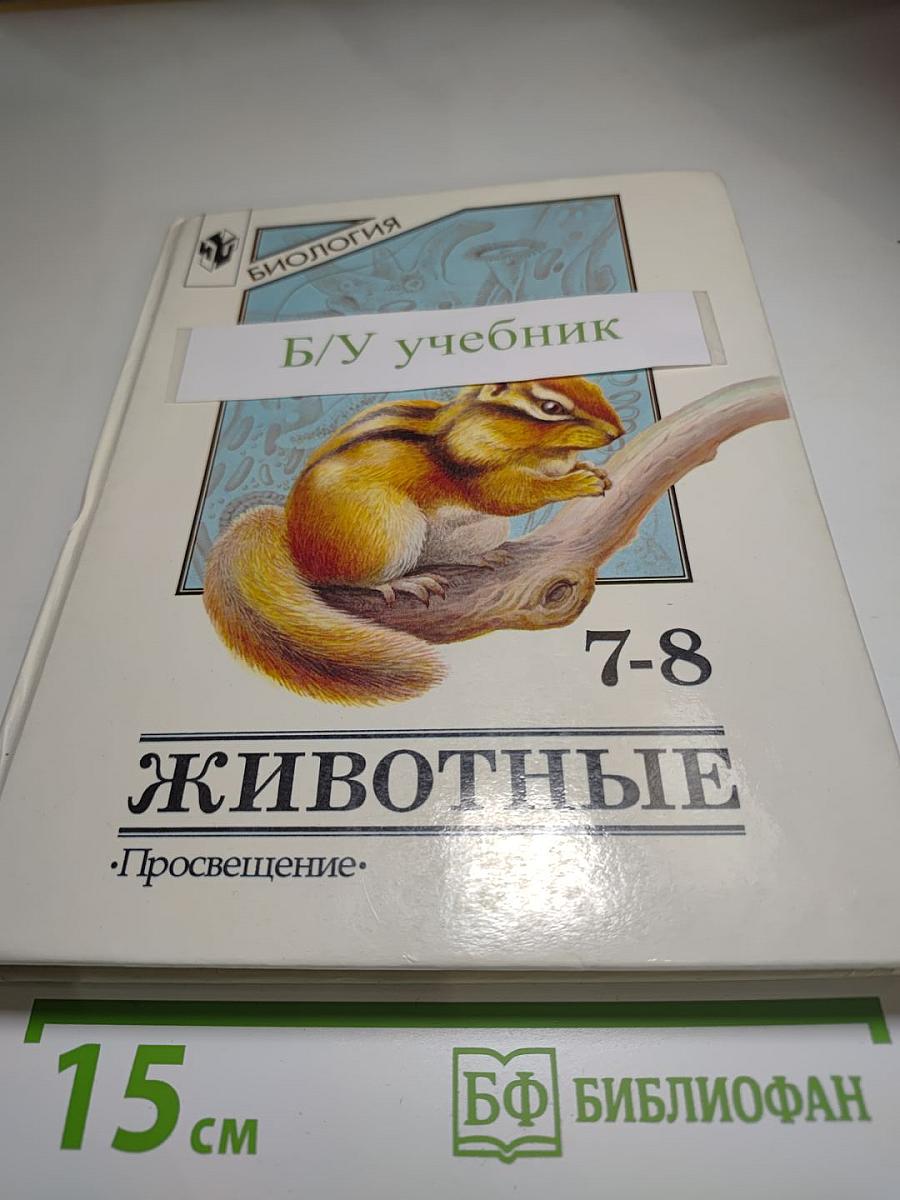 БИОЛОГИЯ
Б/У учебник
7-8
ЖИВОТНЫЕ
•Просвещение•
15 см
БФ БИБЛИОФАН